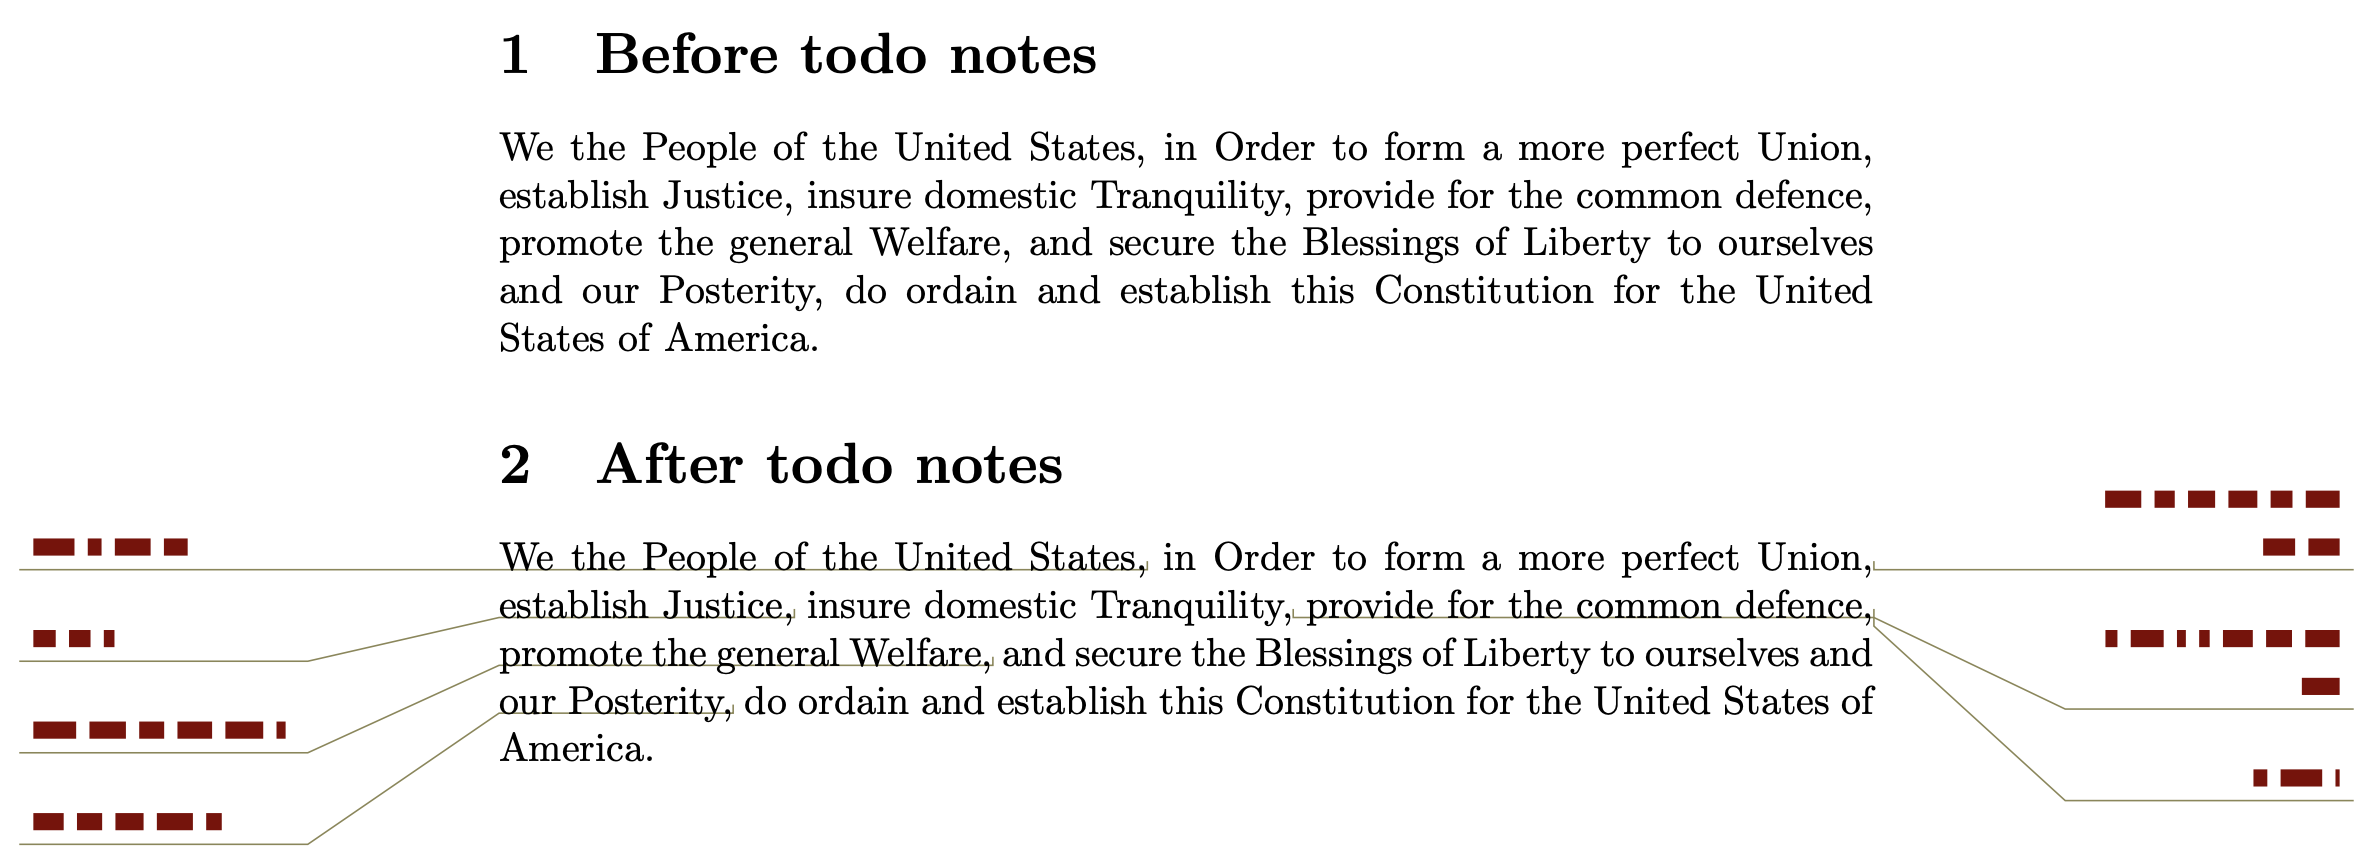 1 Before todo notes
We the People of the United States, in Order to form a more perfect Union,
establish Justice, insure domestic Tranquility, provide for the common defence,
promote the general Welfare, and secure the Blessings of Liberty to ourselves
and our Posterity, do ordain and establish this Constitution for the United
States of America.
2 After todo notes
We the People of the United States, in Order to form a more perfect Union,
establish Justice, insure domestic Tranquility, provide for the common defence,
promote the general Welfare, and secure the Blessings of Liberty to ourselves and
our Posterity, do ordain and establish this Constitution for the United States of
America.